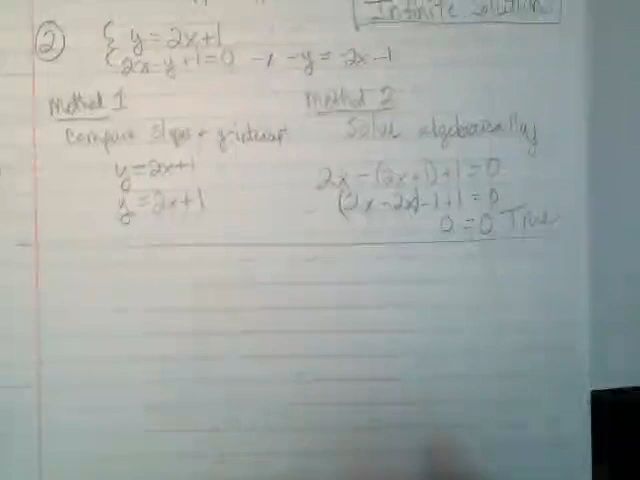 Infinite Solution
② { y = 2x+1
2x-y+1=0 → -y = -2x-1
Method 1
Compare slope + y-intercept
y=2x+1
y=2x+1
Method 2
Solve algebraically
2x-(2x+1)+1=0
(2x-2x)-1+1=0
0=0 True